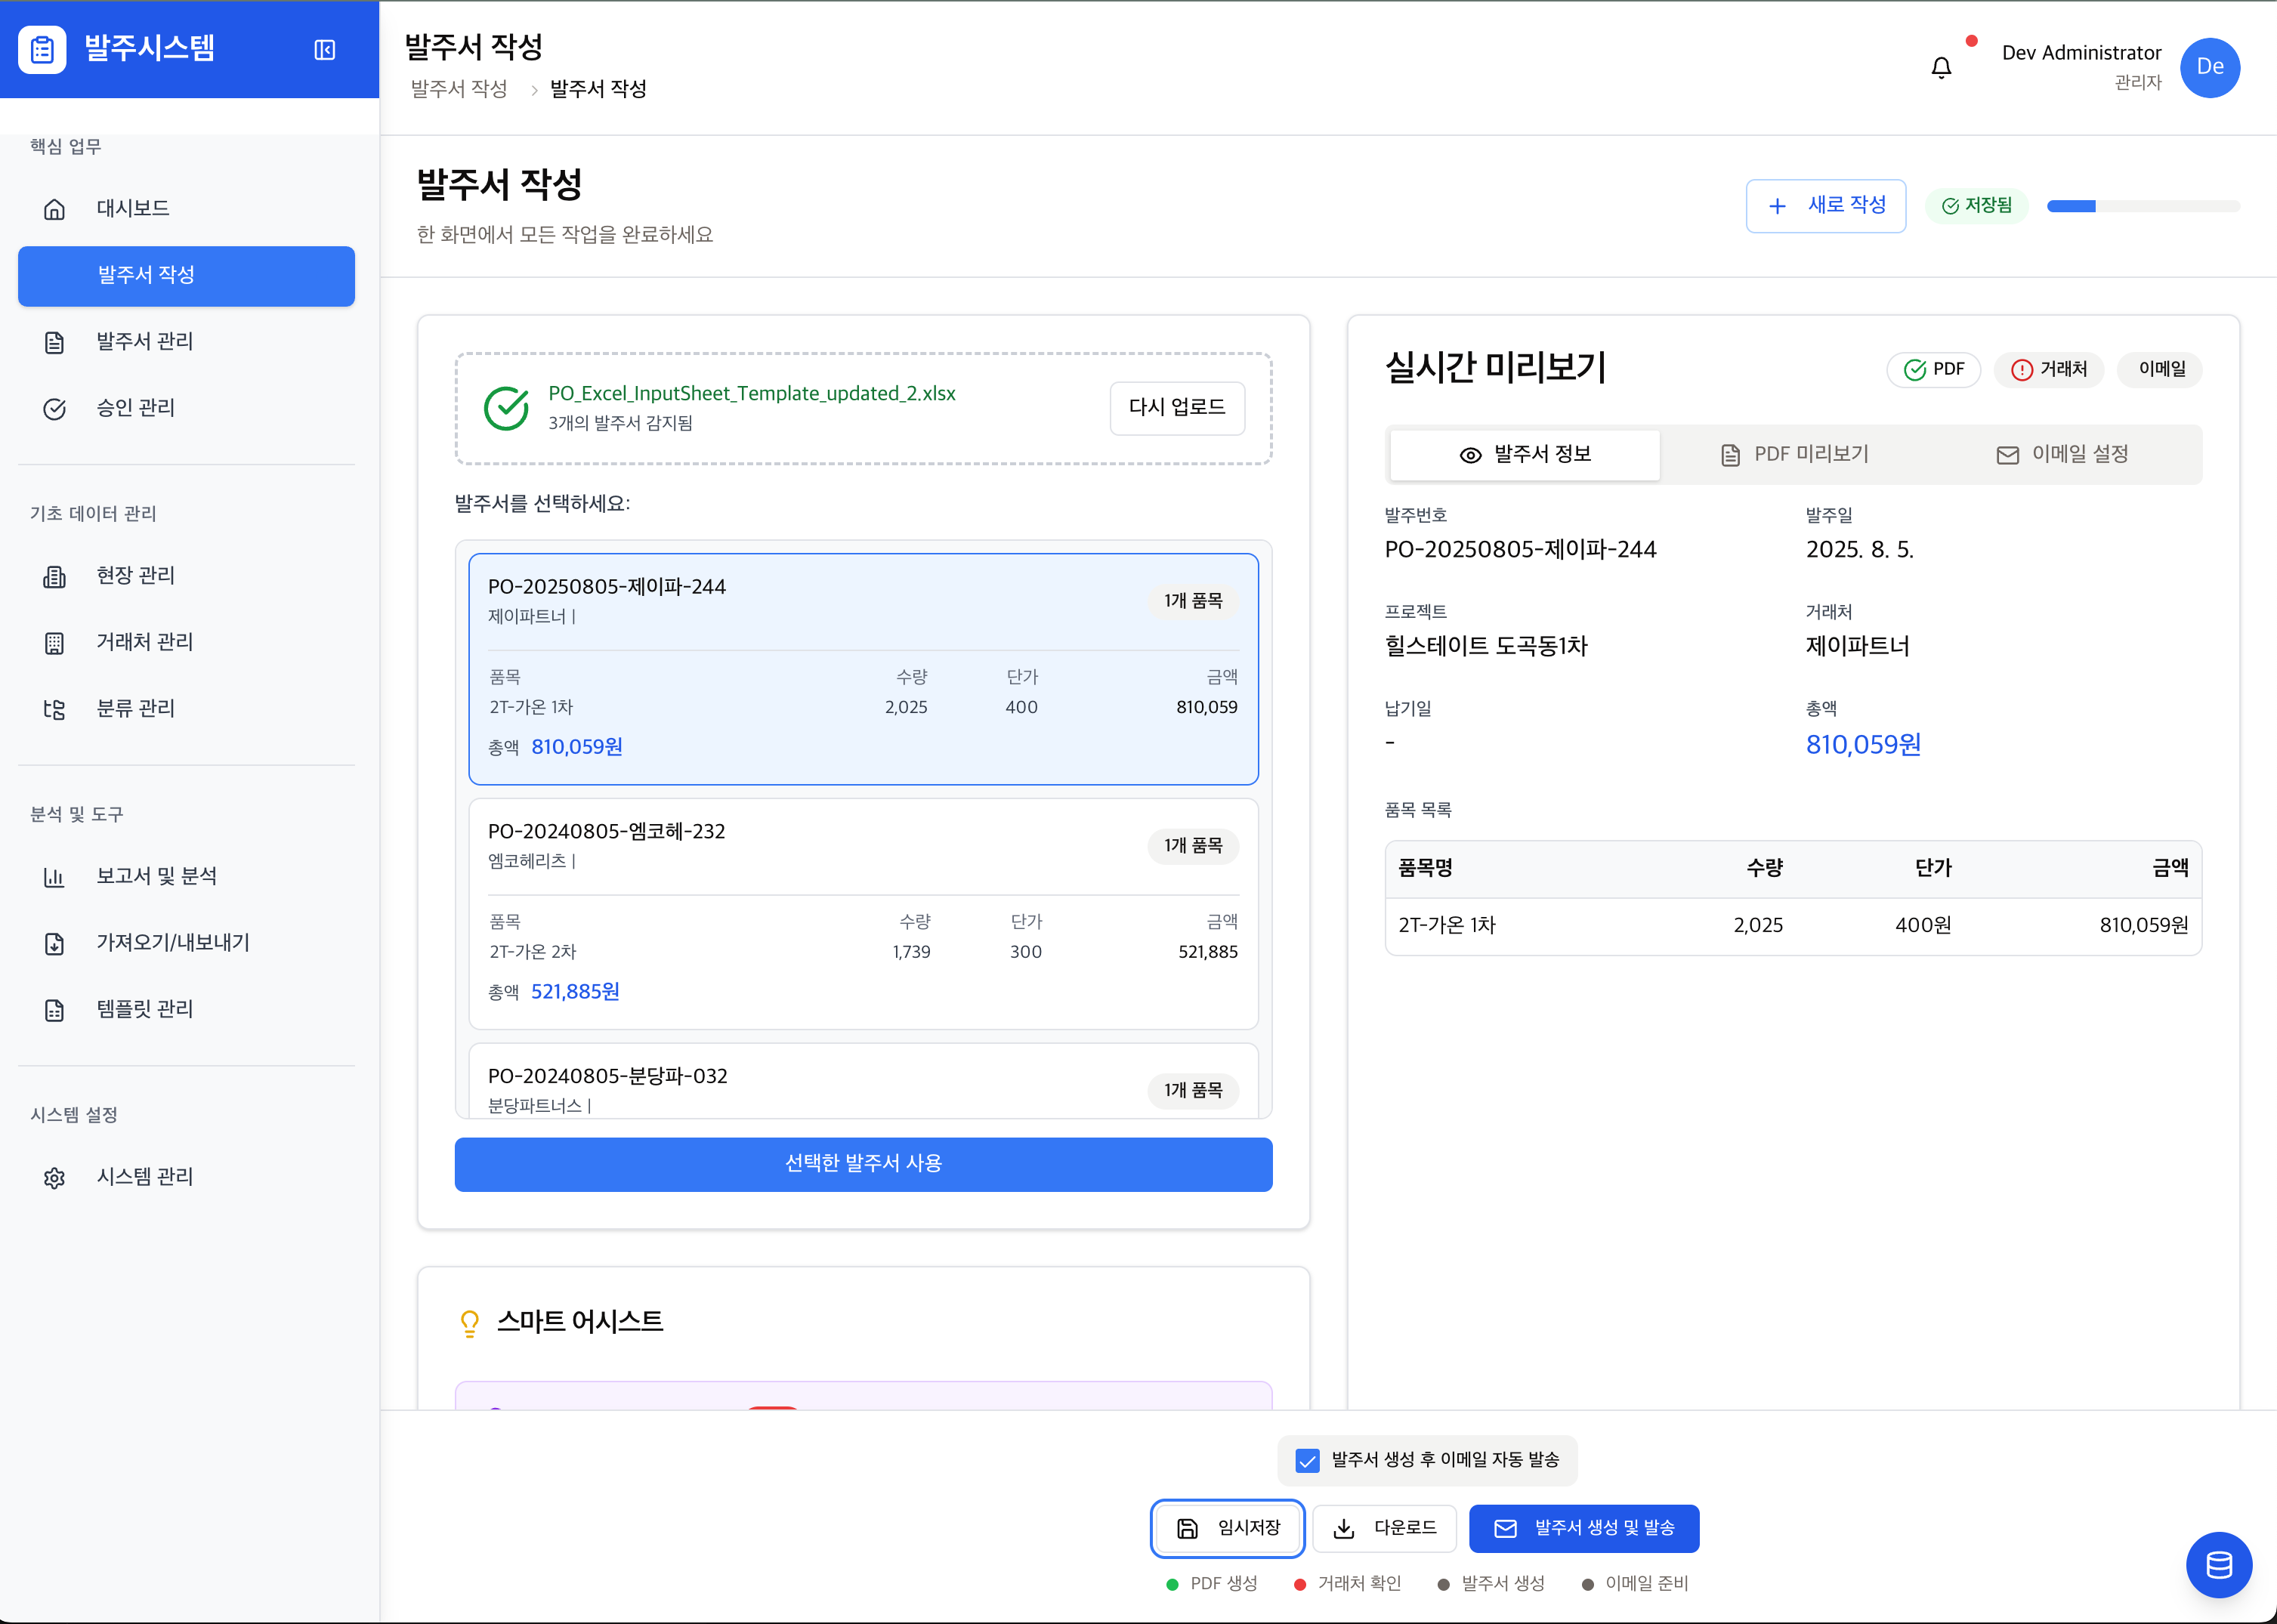 발주시스템
핵심 업무
대시보드
발주서 작성
발주서 관리
승인 관리
기초 데이터 관리
현장 관리
거래처 관리
분류 관리
분석 및 도구
보고서 및 분석
가져오기/내보내기
템플릿 관리
시스템 설정
시스템 관리
발주서 작성
발주서 작성 > 발주서 작성
Dev Administrator
관리자
De
발주서 작성
한 화면에서 모든 작업을 완료하세요
+ 새로 작성
저장됨
PO_Excel_InputSheet_Template_updated_2.xlsx
3개의 발주서 감지됨
다시 업로드
발주서를 선택하세요:
PO-20250805-제이파-244
제이파트너 |
1개 품목
품목 수량 단가 금액
2T-가온 1차 2,025 400 810,059
총액 810,059원
PO-20240805-엠코헤-232
엠코헤리츠 |
1개 품목
품목 수량 단가 금액
2T-가온 2차 1,739 300 521,885
총액 521,885원
PO-20240805-분당파-032
분당파트너스 |
1개 품목
선택한 발주서 사용
스마트 어시스트
실시간 미리보기
PDF 거래처 이메일
발주서 정보 PDF 미리보기 이메일 설정
발주번호 발주일
PO-20250805-제이파-244 2025. 8. 5.
프로젝트 거래처
힐스테이트 도곡동1차 제이파트너
납기일 총액
- 810,059원
품목 목록
품목명 수량 단가 금액
2T-가온 1차 2,025 400원 810,059원
발주서 생성 후 이메일 자동 발송
임시저장 다운로드 발주서 생성 및 발송
PDF 생성 거래처 확인 발주서 생성 이메일 준비